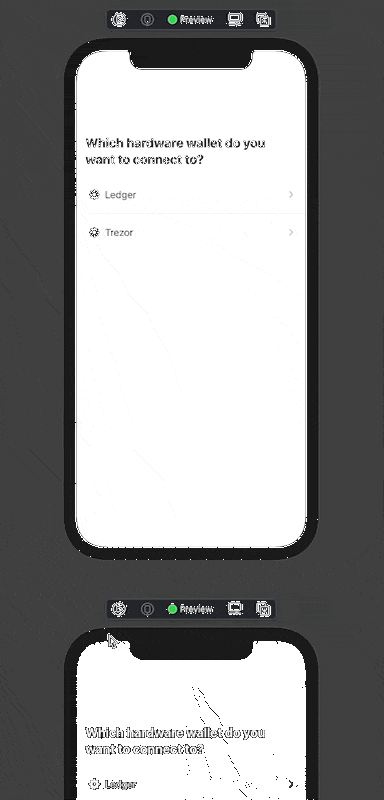 Preview
Which hardware wallet do you
want to connect to?
Ledger
Trezor
Preview
Which hardware wallet do you
want to connect to?
Ledger